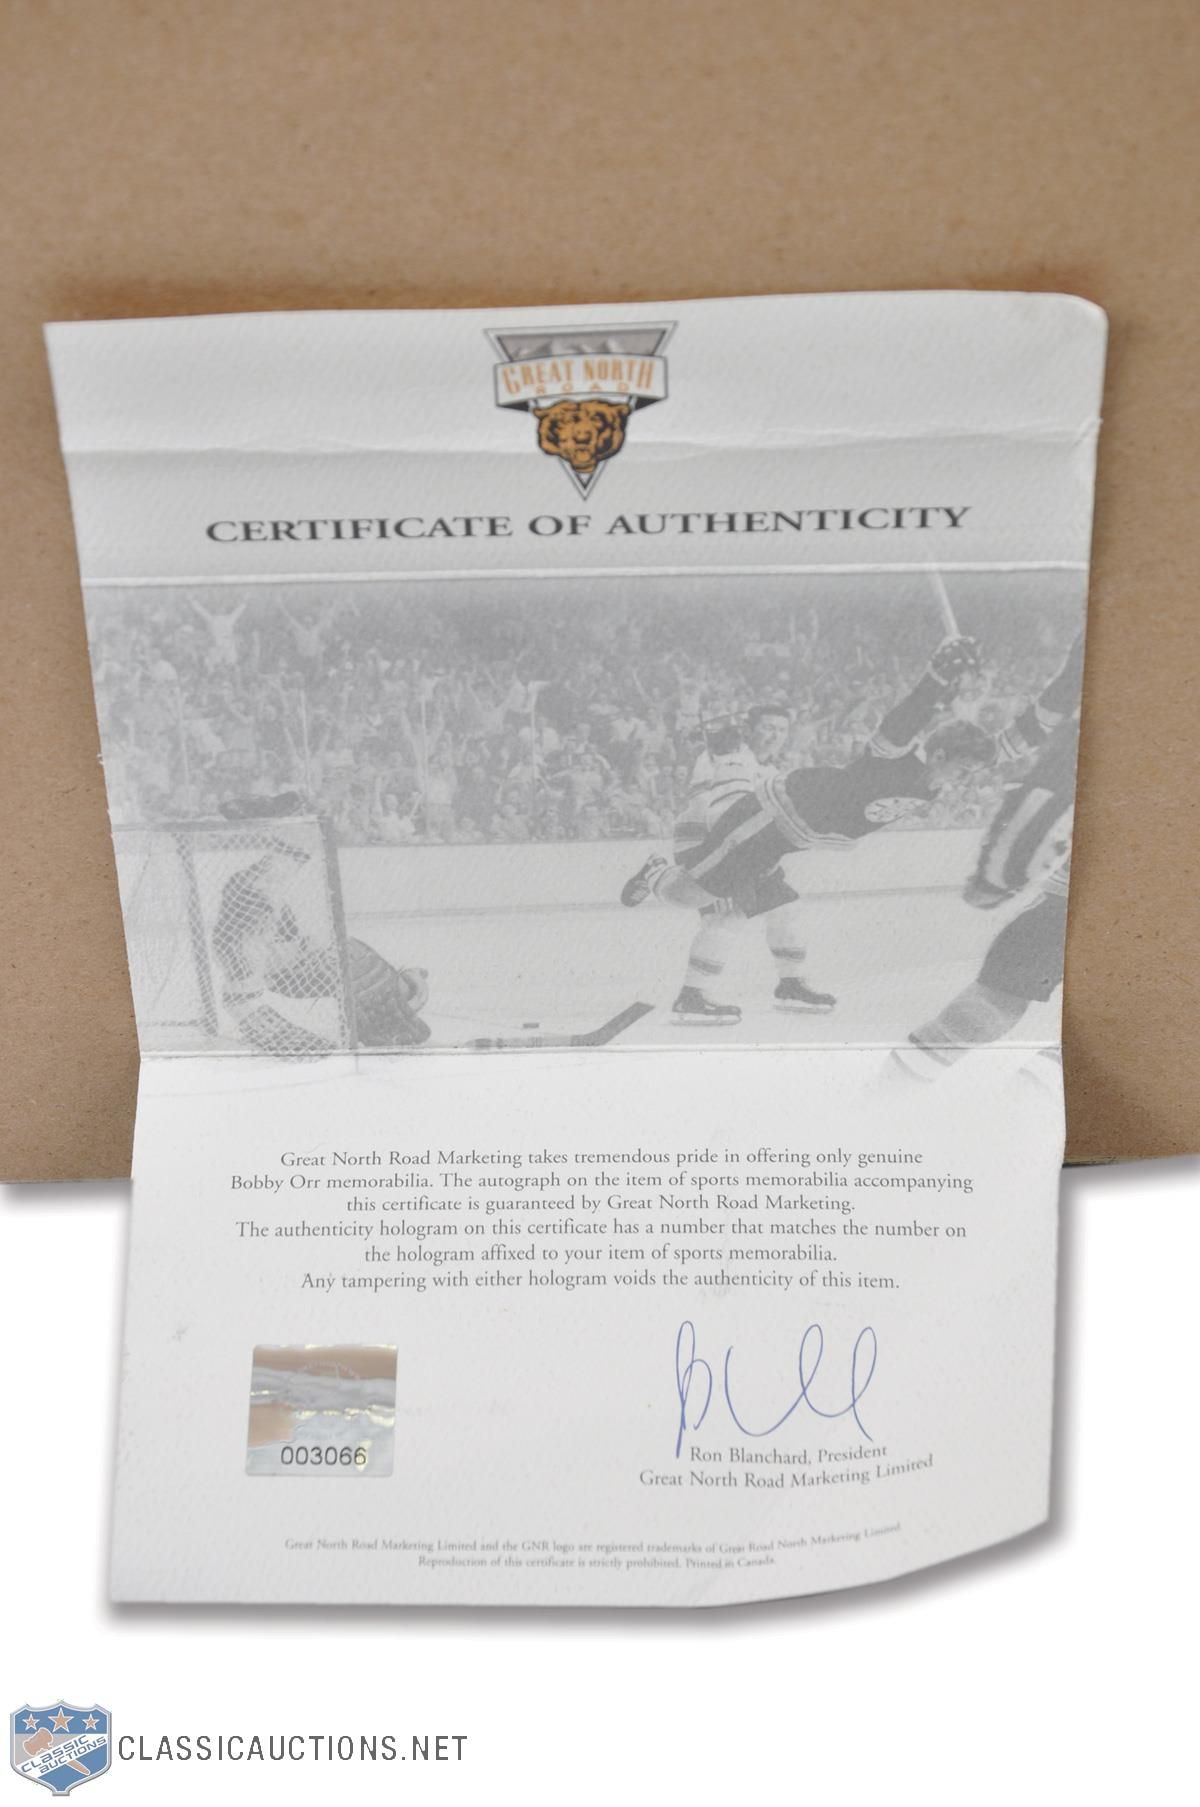 GREAT NORTH
ROAD
CERTIFICATE OF AUTHENTICITY
Great North Road Marketing takes tremendous pride in offering only genuine
Bobby Orr memorabilia. The autograph on the item of sports memorabilia accompanying
this certificate is guaranteed by Great North Road Marketing.
The authenticity hologram on this certificate has a number that matches the number on
the hologram affixed to your item of sports memorabilia.
Any tampering with either hologram voids the authenticity of this item.
003066
Ron Blanchard, President
Great North Road Marketing Limited
Great North Road Marketing Limited and the GNR logo are registered trademarks of Great Road North Marketing Limited.
Reproduction of this certificate is strictly prohibited. Printed in Canada.
CLASSIC
AUCTIONS
CLASSICAUCTIONS.NET